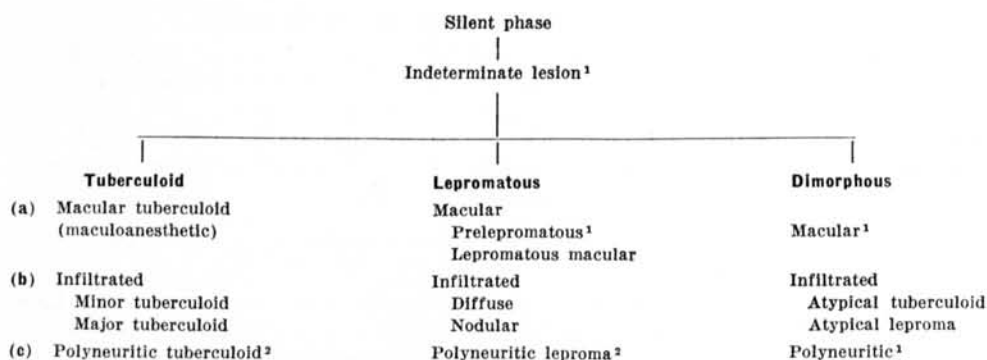 Silent phase
Indeterminate lesion¹
Tuberculoid Lepromatous Dimorphous
(a) Macular tuberculoid Macular
(maculoanesthetic) Prelepromatous¹ Macular¹
Lepromatous macular
(b) Infiltrated Infiltrated Infiltrated
Minor tuberculoid Diffuse Atypical tuberculoid
Major tuberculoid Nodular Atypical leproma
(c) Polyneuritic tuberculoid² Polyneuritic leproma² Polyneuritic¹